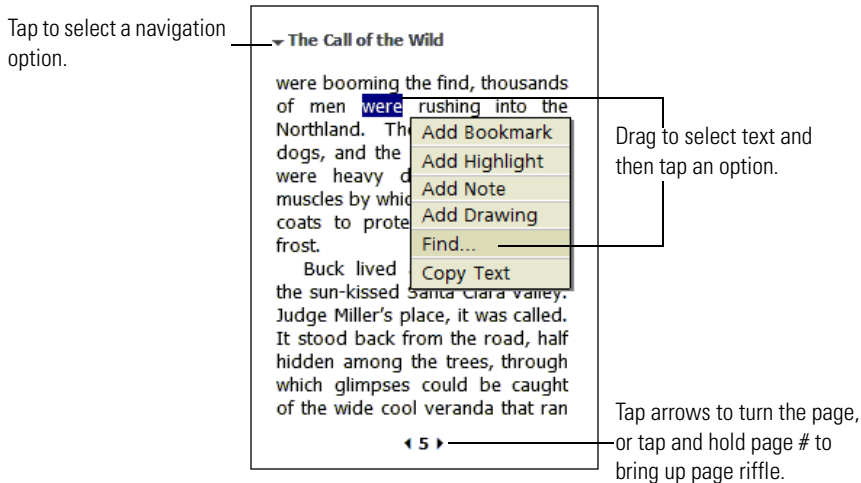 Tap to select a navigation
option.
The Call of the Wild
were booming the find, thousands
of men were rushing into the
Northland. Th
dogs, and the
were heavy d
muscles by whic
coats to prote
frost.
Buck lived
the sun-kissed Santa Clara Valley.
Judge Miller's place, it was called.
It stood back from the road, half
hidden among the trees, through
which glimpses could be caught
of the wide cool veranda that ran
5
Add Bookmark
Add Highlight
Add Note
Add Drawing
Find...
Copy Text
Drag to select text and
then tap an option.
Tap arrows to turn the page,
or tap and hold page # to
bring up page riffle.